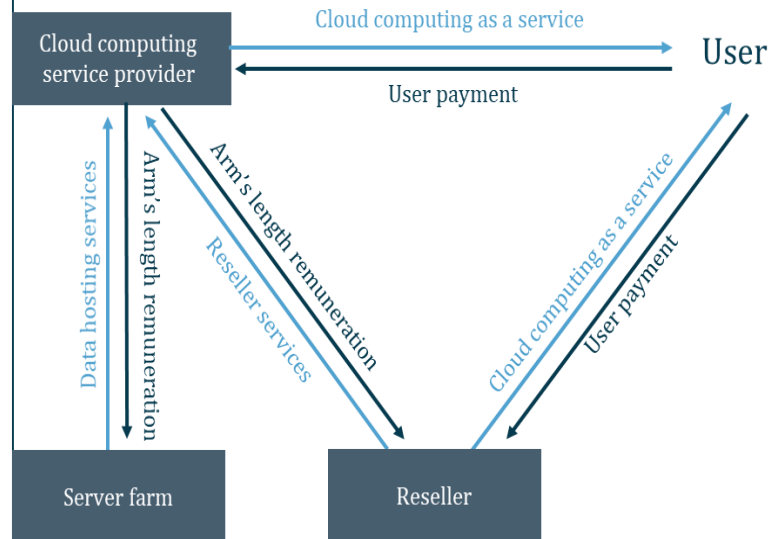 Cloud computing as a service
Cloud computing
service provider
User
User payment
Data hosting services
Arm's length remuneration
Arm's length remuneration
Reseller services
Cloud computing as a service
User payment
Server farm
Reseller